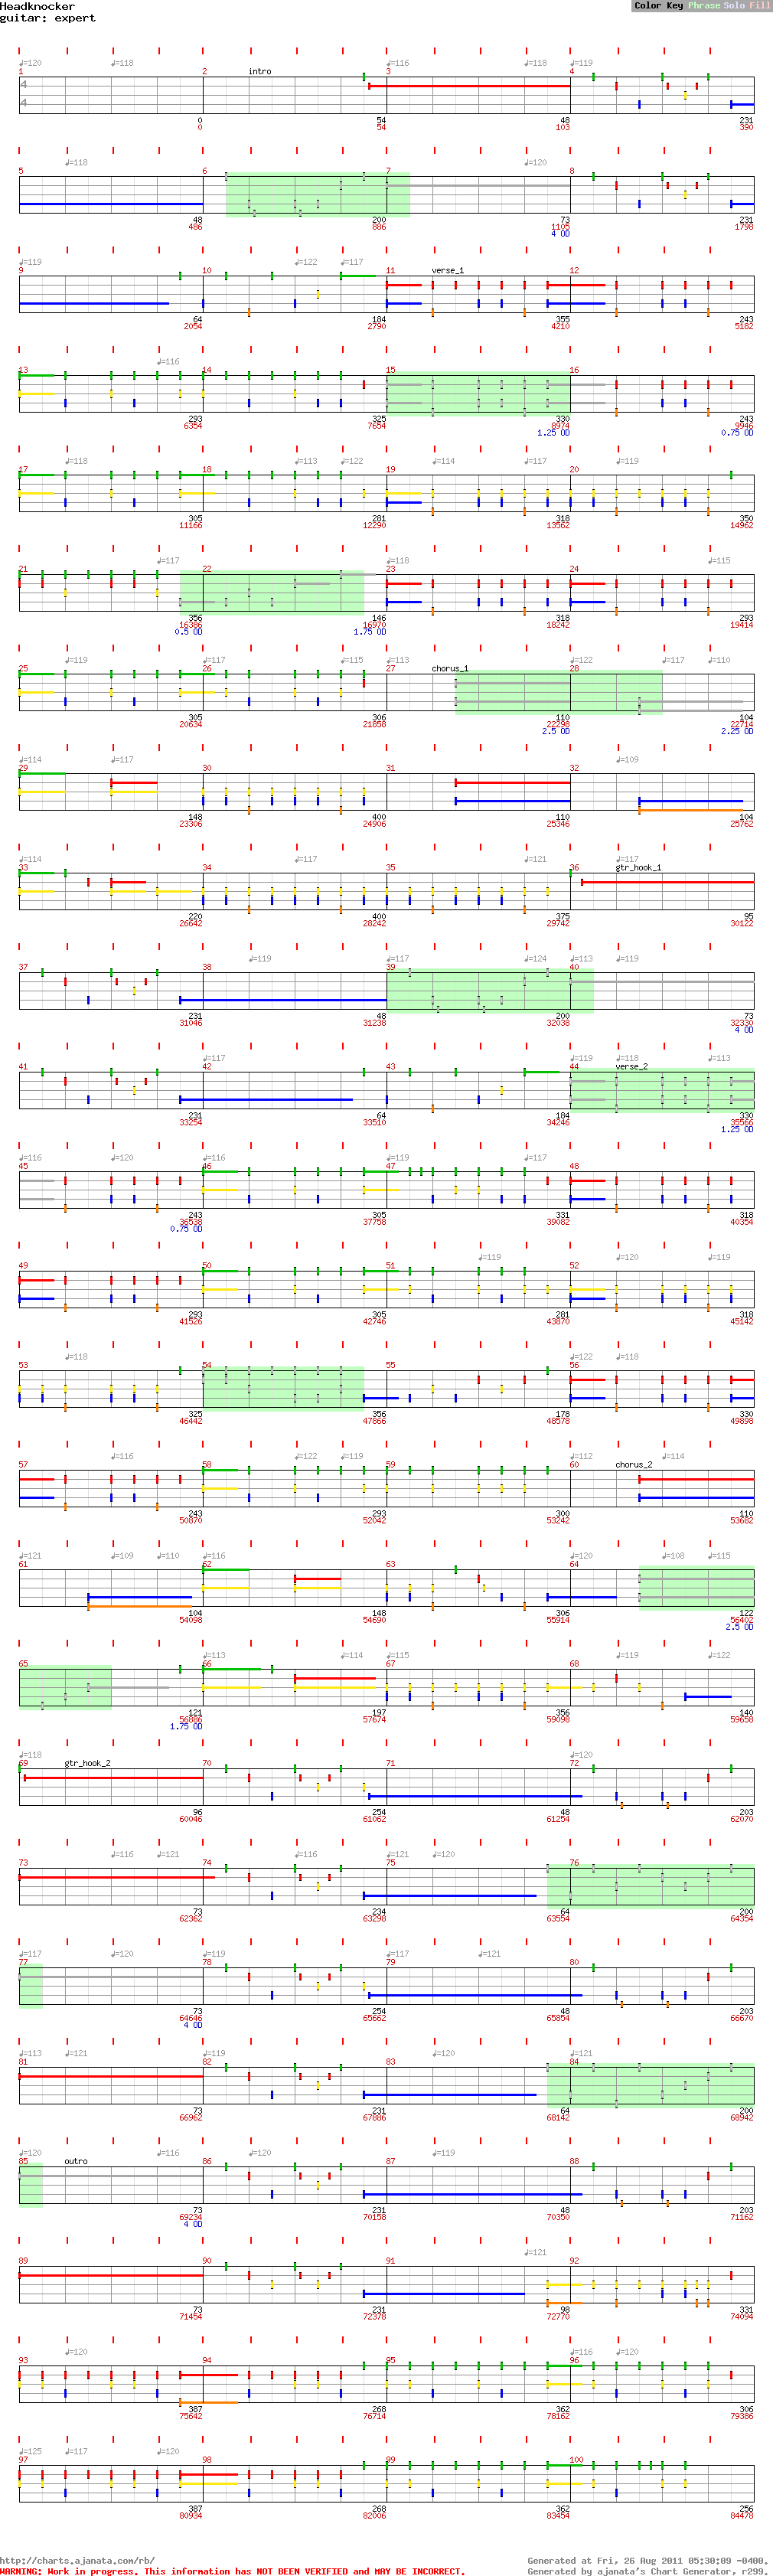 Headknocker
guitar: expert
Color Key Phrase Solo Fill
♩=120 ♩=118 ♩=116 ♩=118 ♩=119
1 2 intro 3 4
4
4
0 54 48 231
0 54 103 390
♩=118 ♩=120
5 6 7 8
48 200 73 231
486 886 1105 1798
4 OD
♩=119 ♩=122 ♩=117
9 10 11 verse_1 12
64 184 355 243
2054 2790 4210 5182
♩=116
13 14 15 16
293 325 330 243
6354 7654 8974 9946
1.25 OD 0.75 OD
♩=118 ♩=113 ♩=122 ♩=114 ♩=117 ♩=119
17 18 19 20
305 281 318 350
11166 12290 13562 14962
♩=117 ♩=118 ♩=115
21 22 23 24
356 146 318 293
16386 16970 18242 19414
0.5 OD 1.75 OD
♩=119 ♩=117 ♩=115 ♩=113 ♩=122 ♩=117 ♩=110
25 26 27 chorus_1 28
305 306 110 104
20634 21858 22298 22714
2.5 OD 2.25 OD
♩=114 ♩=117 ♩=109
29 30 31 32
148 400 110 104
23306 24906 25346 25762
♩=114 ♩=117 ♩=121 ♩=117
33 34 35 36 gtr_hook_1
220 400 375 95
26642 28242 29742 30122
♩=119 ♩=117 ♩=124 ♩=113 ♩=119
37 38 39 40
231 48 200 73
31046 31238 32038 32330
4 OD
♩=117 ♩=119 ♩=118 ♩=113
41 42 43 44 verse_2
231 64 184 330
33254 33510 34246 35566
1.25 OD
♩=116 ♩=120 ♩=116 ♩=119 ♩=117
45 46 47 48
243 305 331 318
36538 37758 39082 40354
0.75 OD
♩=119 ♩=120 ♩=119
49 50 51 52
293 305 281 318
41526 42746 43870 45142
♩=118 ♩=122 ♩=118
53 54 55 56
325 356 178 330
46442 47866 48578 49898
♩=116 ♩=122 ♩=119 ♩=112 ♩=114
57 58 59 60 chorus_2
243 293 300 110
50870 52042 53242 53682
♩=121 ♩=109 ♩=110 ♩=116 ♩=120 ♩=108 ♩=115
61 62 63 64
104 148 306 122
54098 54690 55914 56402
2.5 OD
♩=113 ♩=114 ♩=115 ♩=119 ♩=122
65 66 67 68
121 197 356 140
56886 57674 59098 59658
1.75 OD
♩=118 ♩=120
69 gtr_hook_2 70 71 72
96 254 48 203
60046 61062 61254 62070
♩=116 ♩=121 ♩=116 ♩=121 ♩=120
73 74 75 76
73 234 64 200
62362 63298 63554 64354
♩=117 ♩=120 ♩=119 ♩=117 ♩=121
77 78 79 80
73 254 48 203
64646 65662 65854 66670
4 OD
♩=113 ♩=121 ♩=119 ♩=120 ♩=121
81 82 83 84
73 231 64 200
66962 67886 68142 68942
♩=120 ♩=116 ♩=120 ♩=119
85 outro 86 87 88
73 231 48 203
69234 70158 70350 71162
4 OD
♩=121
89 90 91 92
73 231 98 331
71454 72378 72770 74094
♩=120 ♩=116 ♩=120
93 94 95 96
387 268 362 306
75642 76714 78162 79386
♩=125 ♩=117 ♩=120
97 98 99 100
387 268 362 256
80934 82006 83454 84478
http://charts.ajanata.com/rb/ Generated at Fri, 26 Aug 2011 05:30:09 -0400.
WARNING: Work in progress. This information has NOT BEEN VERIFIED and MAY BE INCORRECT. Generated by ajanata's Chart Generator, r299.